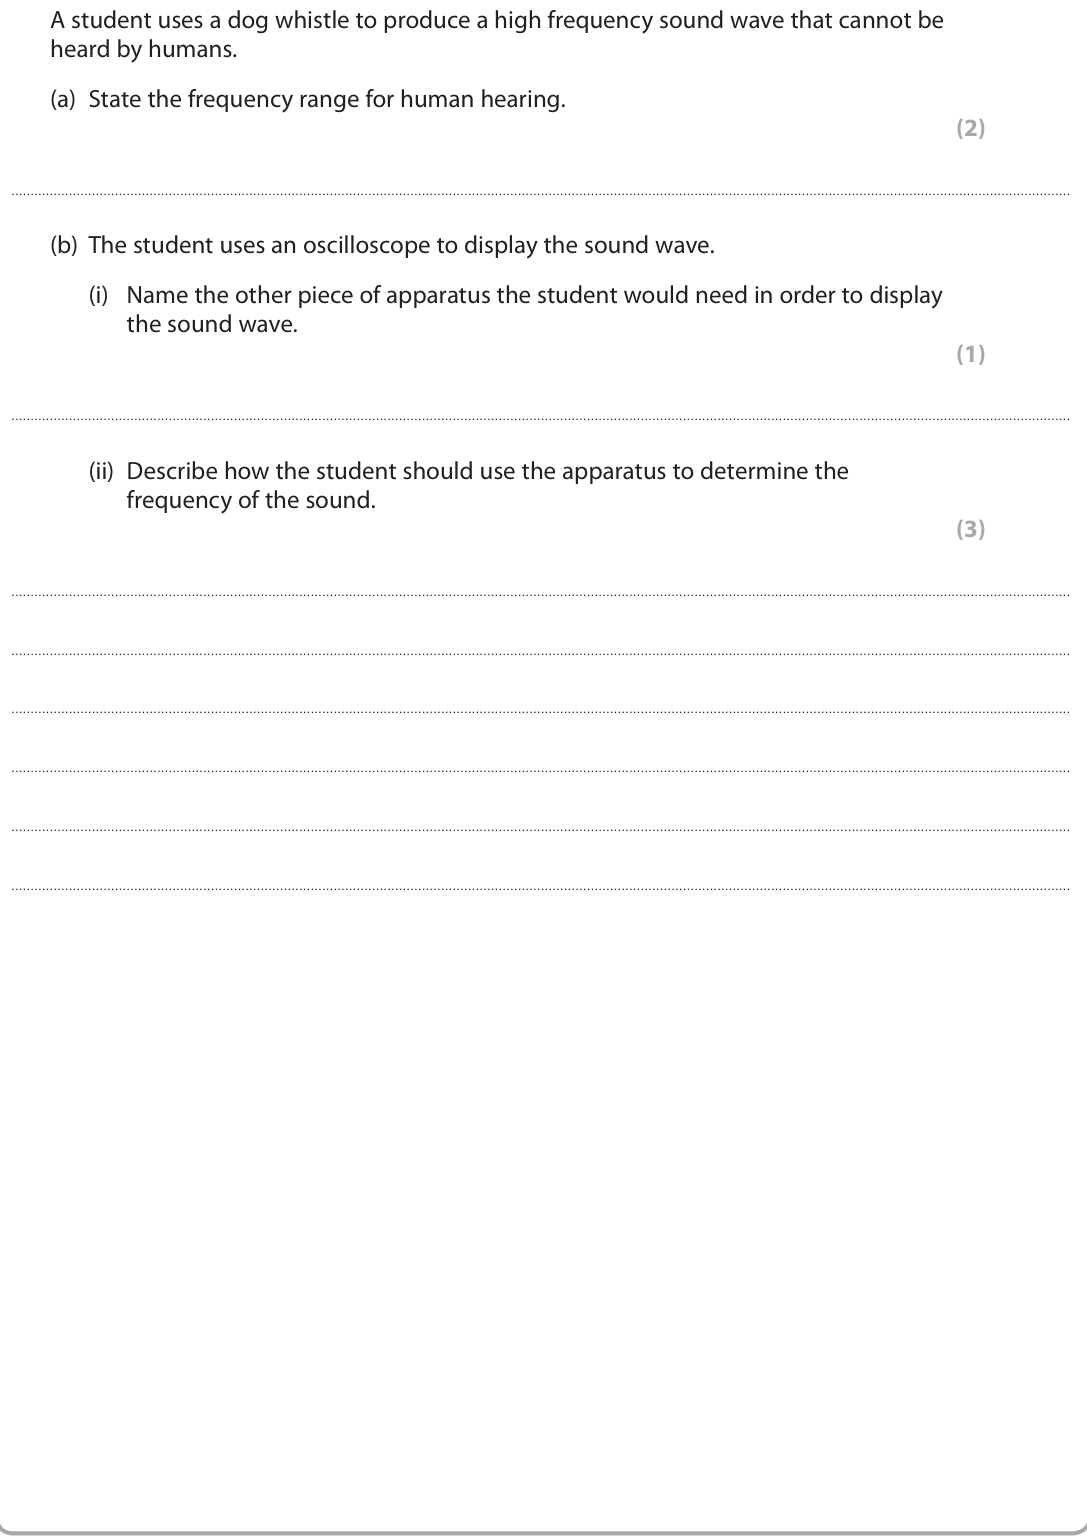 A student uses a dog whistle to produce a high frequency sound wave that cannot be
heard by humans.
(a) State the frequency range for human hearing.
(2)
(b) The student uses an oscilloscope to display the sound wave.
(i) Name the other piece of apparatus the student would need in order to display
the sound wave.
(1)
(ii) Describe how the student should use the apparatus to determine the
frequency of the sound.
(3)